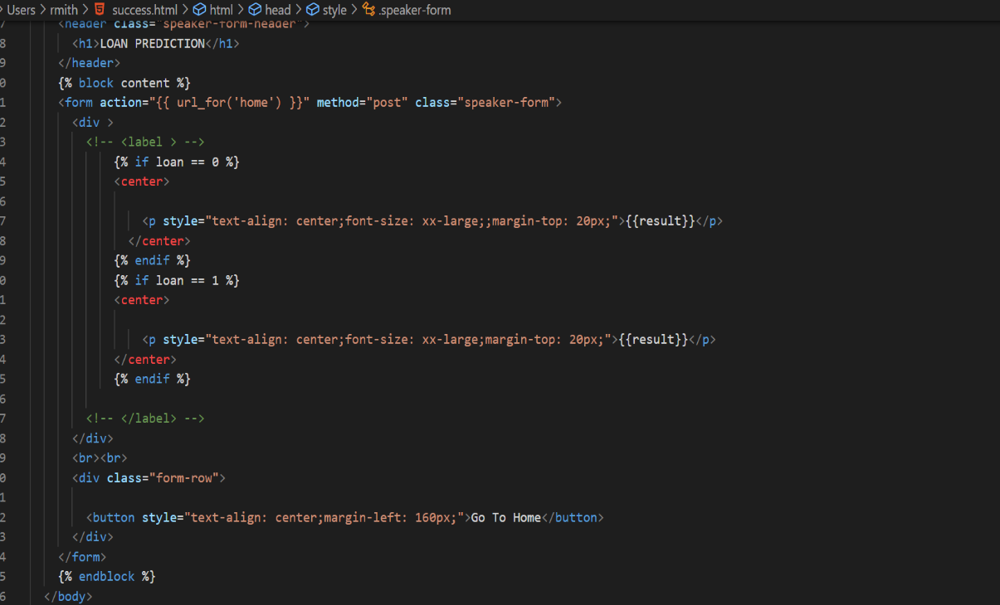 > Users > rmith > success.html > html > head > style > .speaker-form
7 <header class="speaker-form-header">
8 <h1>LOAN PREDICTION</h1>
9 </header>
0 {% block content %}
1 <form action="{{ url_for('home') }}" method="post" class="speaker-form">
2 <div >
3 <!-- <label > -->
4 {% if loan == 0 %}
5 <center>
6
7 <p style="text-align: center;font-size: xx-large;;margin-top: 20px;">{{result}}</p>
8 </center>
9 {% endif %}
0 {% if loan == 1 %}
1 <center>
2
3 <p style="text-align: center;font-size: xx-large;margin-top: 20px;">{{result}}</p>
4 </center>
5 {% endif %}
6
7 <!-- </label> -->
8 </div>
9 <br><br>
0 <div class="form-row">
1
2 <button style="text-align: center;margin-left: 160px;">Go To Home</button>
3 </div>
4 </form>
5 {% endblock %}
6 </body>